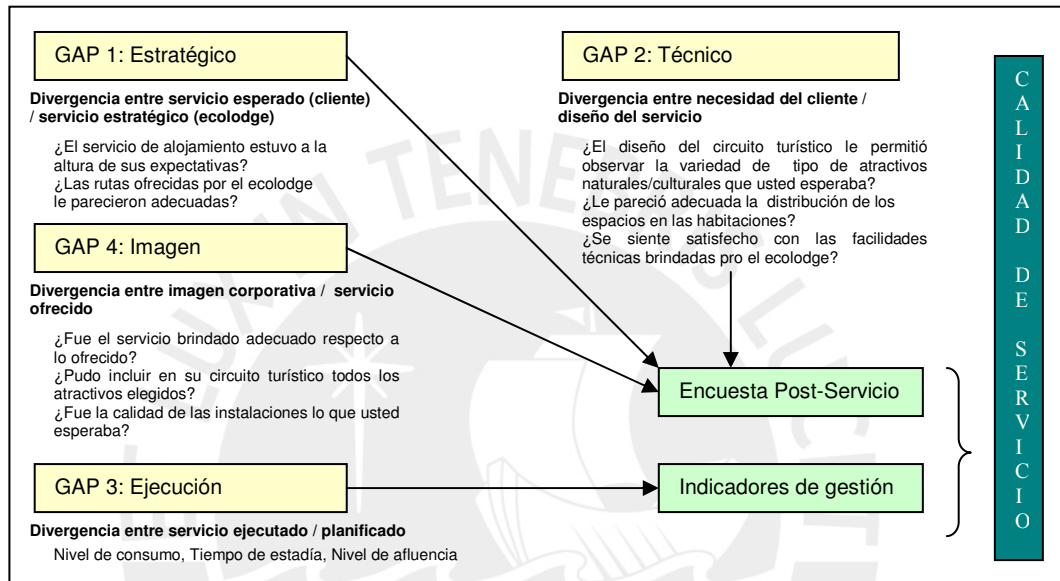 GAP 1: Estratégico
Divergencia entre servicio esperado (cliente)
/ servicio estratégico (ecolodge)
¿El servicio de alojamiento estuvo a la
altura de sus expectativas?
¿Las rutas ofrecidas por el ecolodge
le parecieron adecuadas?
GAP 2: Técnico
Divergencia entre necesidad del cliente /
diseño del servicio
¿El diseño del circuito turístico le permitió
observar la variedad de tipo de atractivos
naturales/culturales que usted esperaba?
¿Le pareció adecuada la distribución de los
espacios en las habitaciones?
¿Se siente satisfecho con las facilidades
técnicas brindadas pro el ecolodge?
GAP 4: Imagen
Divergencia entre imagen corporativa / servicio
ofrecido
¿Fue el servicio brindado adecuado respecto a
lo ofrecido?
¿Pudo incluir en su circuito turístico todos los
atractivos elegidos?
¿Fue la calidad de las instalaciones lo que usted
esperaba?
Encuesta Post-Servicio
GAP 3: Ejecución
Divergencia entre servicio ejecutado / planificado
Nivel de consumo, Tiempo de estadía, Nivel de afluencia
Indicadores de gestión
CALIDAD DE SERVICIO